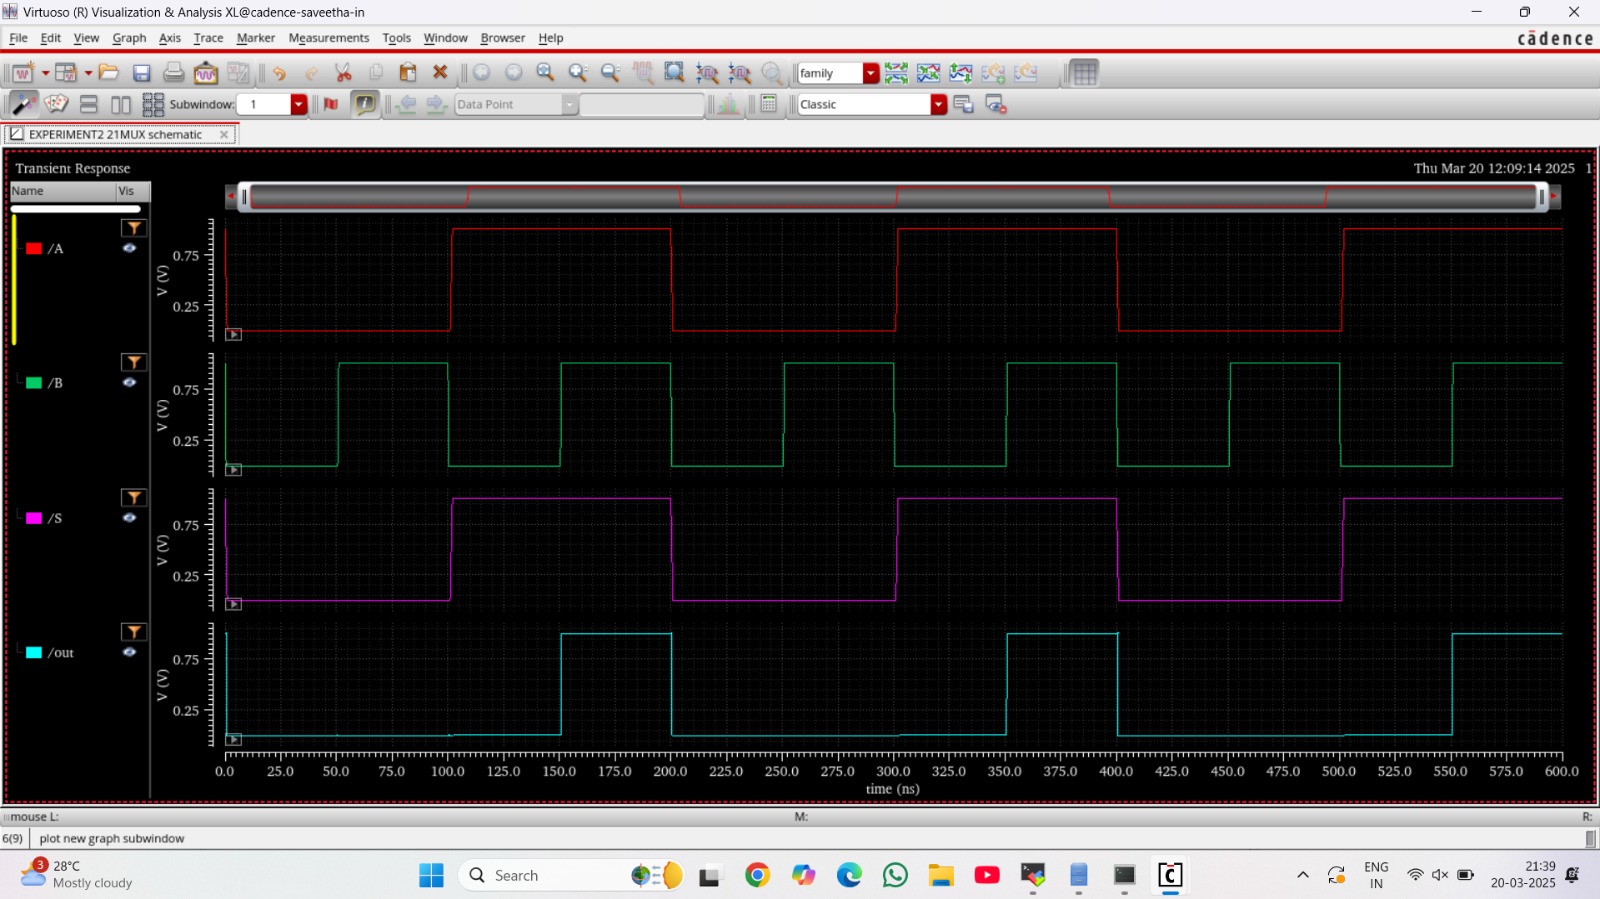 Virtuoso (R) Visualization & Analysis XL@cadence-saveetha-in
File Edit View Graph Axis Trace Marker Measurements Tools Window Browser Help
cādence
family
Subwindow: 1
Data Point
Classic
EXPERIMENT2 21MUX schematic
Transient Response
Thu Mar 20 12:09:14 2025 1
Name Vis
/A
V (V)
0.75
0.25
/B
V (V)
0.75
0.25
/S
V (V)
0.75
0.25
/out
V (V)
0.75
0.25
0.0 25.0 50.0 75.0 100.0 125.0 150.0 175.0 200.0 225.0 250.0 275.0 300.0 325.0 350.0 375.0 400.0 425.0 450.0 475.0 500.0 525.0 550.0 575.0 600.0
time (ns)
mouse L: M: R:
6(9) plot new graph subwindow
3
28°C
Mostly cloudy
Search
ENG
IN
21:39
20-03-2025